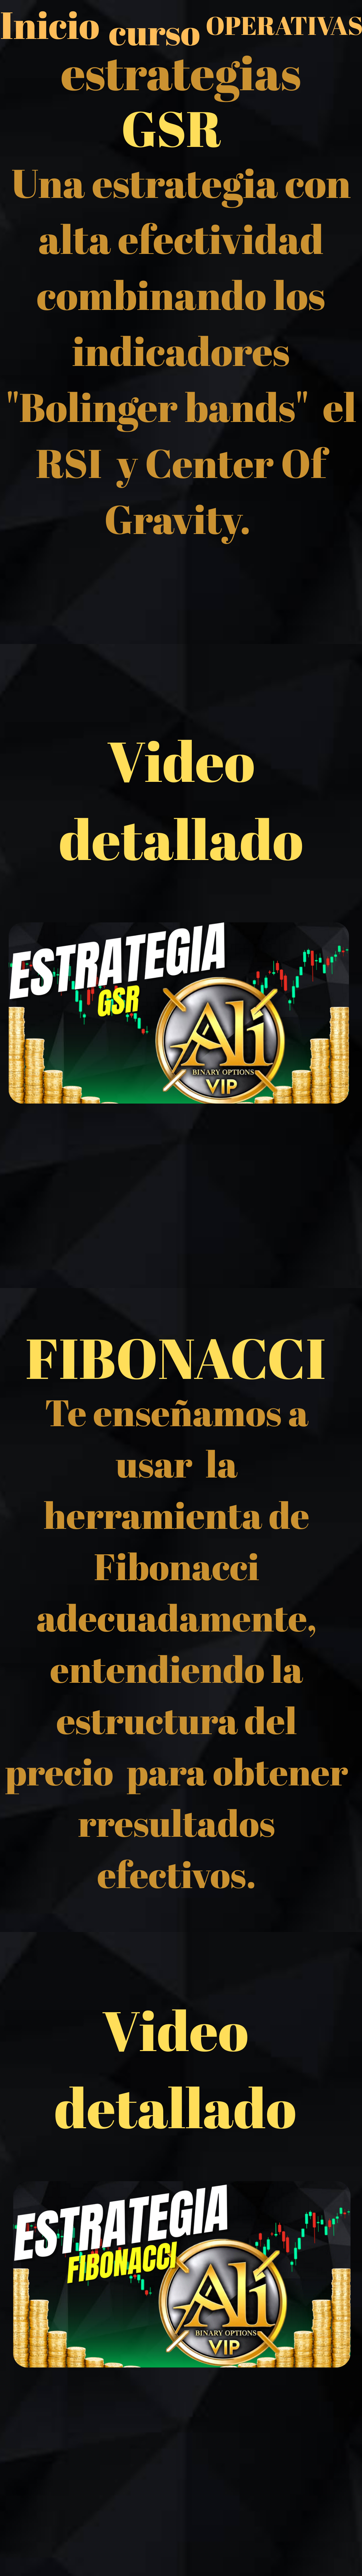 Inicio curso OPERATIVAS
estrategias
GSR
Una estrategia con
alta efectividad
combinando los
indicadores
"Bolinger bands" el
RSI y Center Of
Gravity.
Video
detallado
ESTRATEGIA
GSR
Ali
BINARY OPTIONS
VIP
FIBONACCI
Te enseñamos a
usar la
herramienta de
Fibonacci
adecuadamente,
entendiendo la
estructura del
precio para obtener
rresultados
efectivos.
Video
detallado
ESTRATEGIA
FIBONACCI
Ali
BINARY OPTIONS
VIP